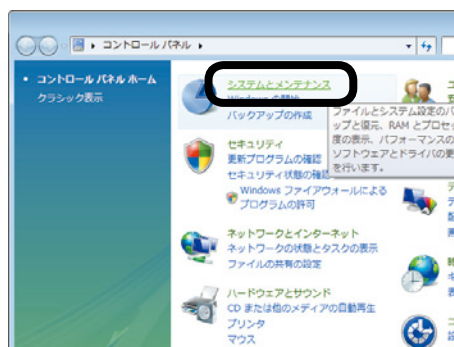 コントロール パネル
コントロール パネル ホーム
クラシック表示
システムとメンテナンス
Windows の開始
バックアップの作成
ファイルとシステム設定のバ
ップと復元、RAM とプロセッ
度の表示、パフォーマンスの
ソフトウェアとドライバの更
を行います。
セキュリティ
更新プログラムの確認
セキュリティ状態の確認
Windows ファイアウォールによる
プログラムの許可
ネットワークとインターネット
ネットワークの状態とタスクの表示
ファイルの共有の設定
ハードウェアとサウンド
CD または他のメディアの自動再生
プリンタ
マウス